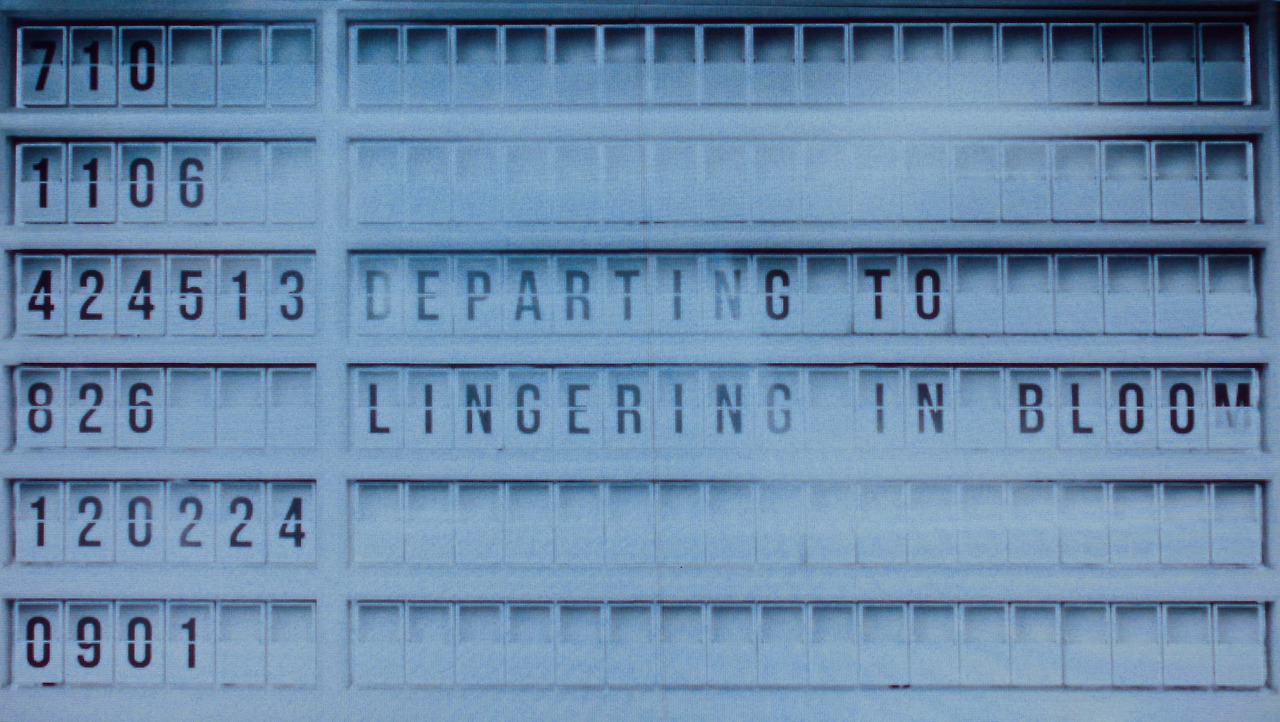 710
1106
424513 DEPARTING TO
826 LINGERING IN BLOOM
120224
0901